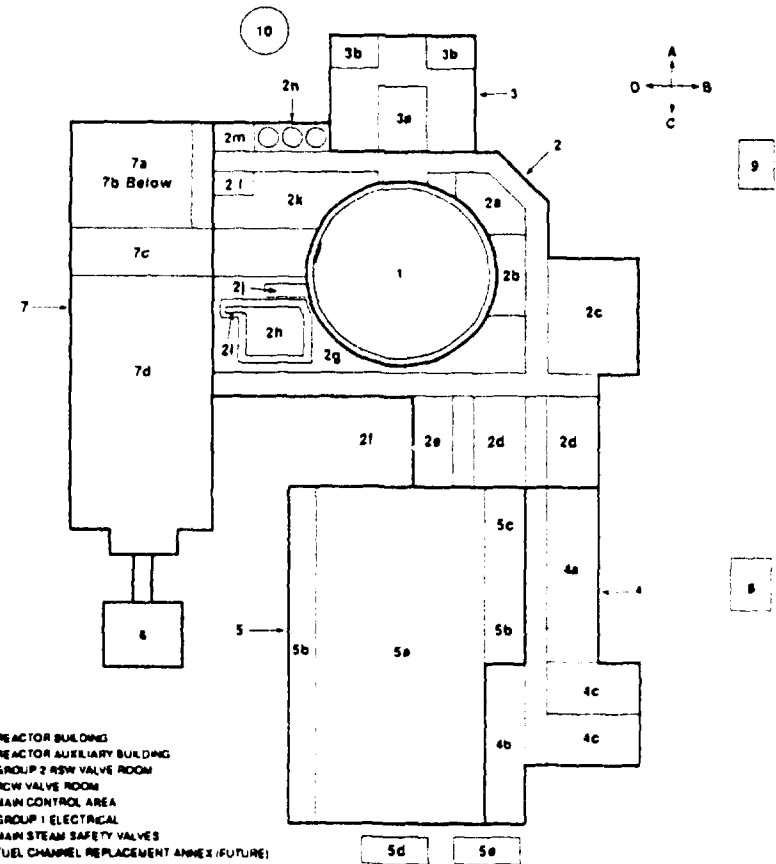 10
3b 3b
2n
3
A
3a
D B
C
2m
2
7a
7b Below
9
2l
2k
2a
7c
1
2b
2j
7
2c
2h
2i
2g
7d
2f 2e 2d 2d
5c
4a
4
8
6
5 5b 5a 5b
4c
4b 4c
REACTOR BUILDING
REACTOR AUXILIARY BUILDING
GROUP 2 RSW VALVE ROOM
RCW VALVE ROOM
MAIN CONTROL AREA
GROUP 1 ELECTRICAL
MAIN STEAM SAFETY VALVES
FUEL CHANNEL REPLACEMENT ANNEX (FUTURE)
5d 5e